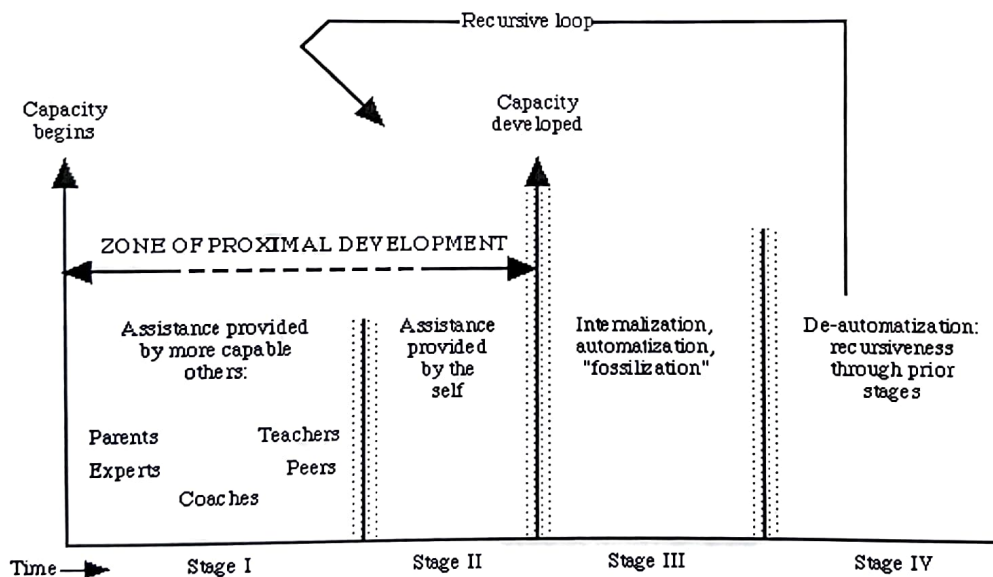 Recursive loop
Capacity
begins
Capacity
developed
ZONE OF PROXIMAL DEVELOPMENT
Assistance provided
by more capable
others:
Parents
Teachers
Experts
Peers
Coaches
Assistance
provided
by the
self
Internalization,
automatization,
"fossilization"
De-automatization:
recursiveness
through prior
stages
Time
Stage I
Stage II
Stage III
Stage IV